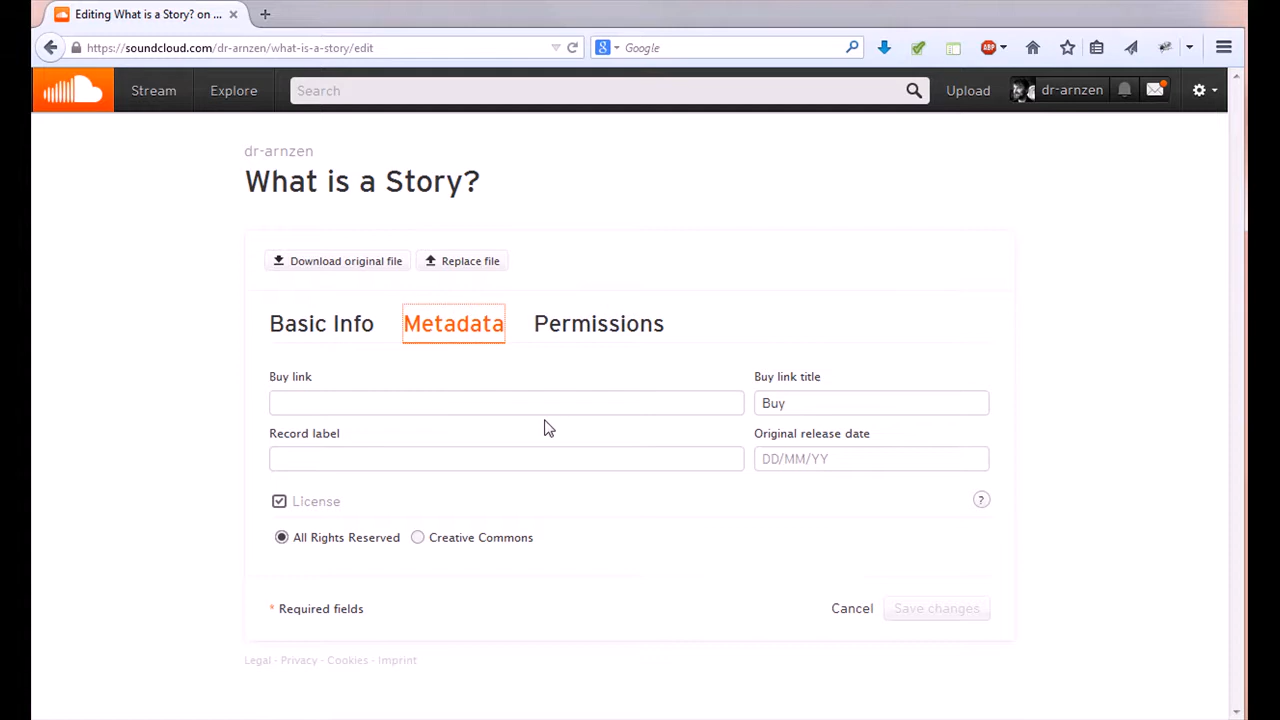 Editing What is a Story? on ...
https://soundcloud.com/dr-arnzen/what-is-a-story/edit
Google
ABP
Stream
Explore
Search
Upload
dr-arnzen
dr-arnzen
What is a Story?
Download original file
Replace file
Basic Info
Metadata
Permissions
Buy link
Buy link title
Buy
Record label
Original release date
DD/MM/YY
License
?
All Rights Reserved
Creative Commons
* Required fields
Cancel
Save changes
Legal - Privacy - Cookies - Imprint